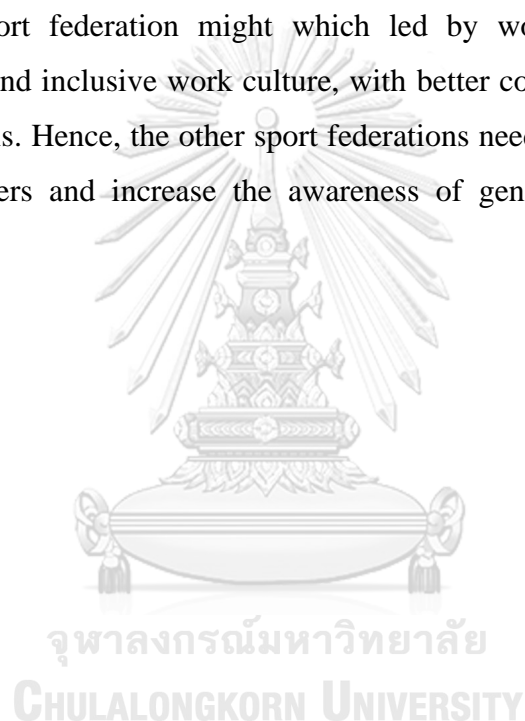 ort federation might which led by wo
nd inclusive work culture, with better co
s. Hence, the other sport federations need
ers and increase the awareness of gen
จุฬาลงกรณ์มหาวิทยาลัย
CHULALONGKORN UNIVERSITY